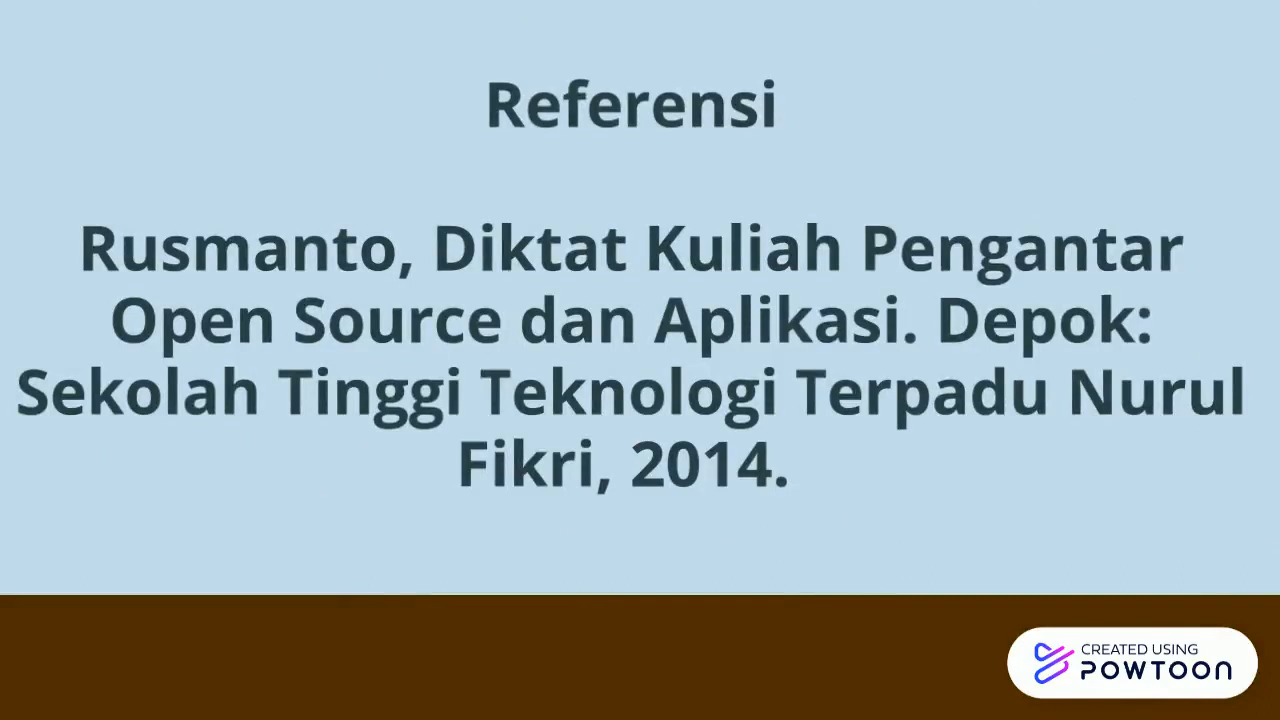 Referensi
Rusmanto, Diktat Kuliah Pengantar
Open Source dan Aplikasi. Depok:
Sekolah Tinggi Teknologi Terpadu Nurul
Fikri, 2014.
CREATED USING
POWTOON